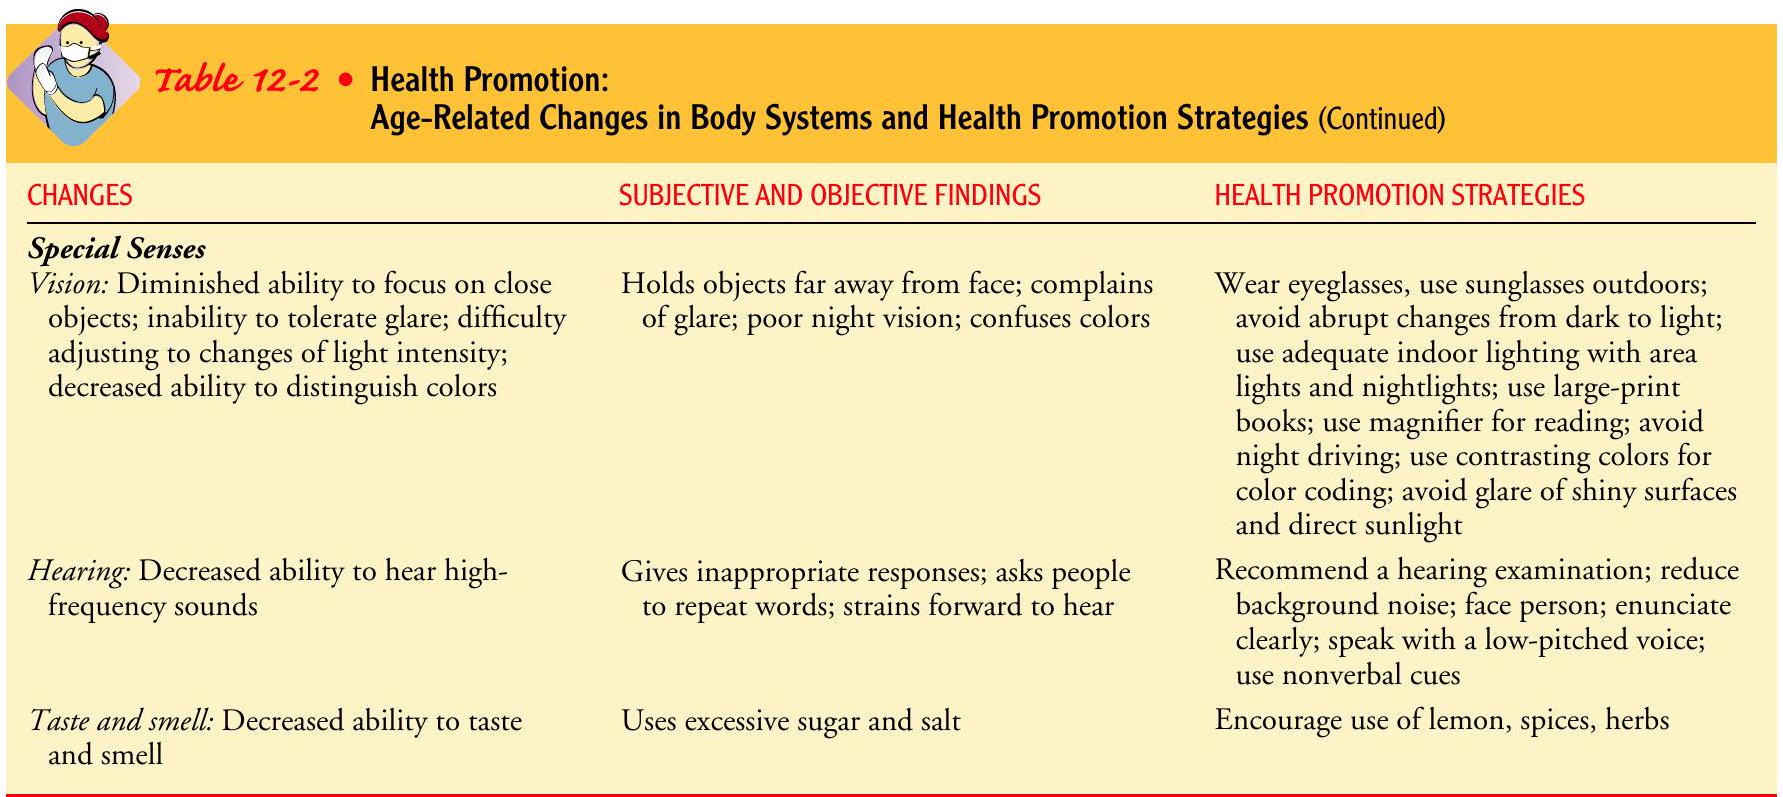 Table 12-2 • Health Promotion:
Age-Related Changes in Body Systems and Health Promotion Strategies (Continued)
CHANGES
SUBJECTIVE AND OBJECTIVE FINDINGS
HEALTH PROMOTION STRATEGIES
Special Senses
Vision: Diminished ability to focus on close
objects; inability to tolerate glare; difficulty
adjusting to changes of light intensity;
decreased ability to distinguish colors
Holds objects far away from face; complains
of glare; poor night vision; confuses colors
Wear eyeglasses, use sunglasses outdoors;
avoid abrupt changes from dark to light;
use adequate indoor lighting with area
lights and nightlights; use large-print
books; use magnifier for reading; avoid
night driving; use contrasting colors for
color coding; avoid glare of shiny surfaces
and direct sunlight
Hearing: Decreased ability to hear high-
frequency sounds
Gives inappropriate responses; asks people
to repeat words; strains forward to hear
Recommend a hearing examination; reduce
background noise; face person; enunciate
clearly; speak with a low-pitched voice;
use nonverbal cues
Taste and smell: Decreased ability to taste
and smell
Uses excessive sugar and salt
Encourage use of lemon, spices, herbs